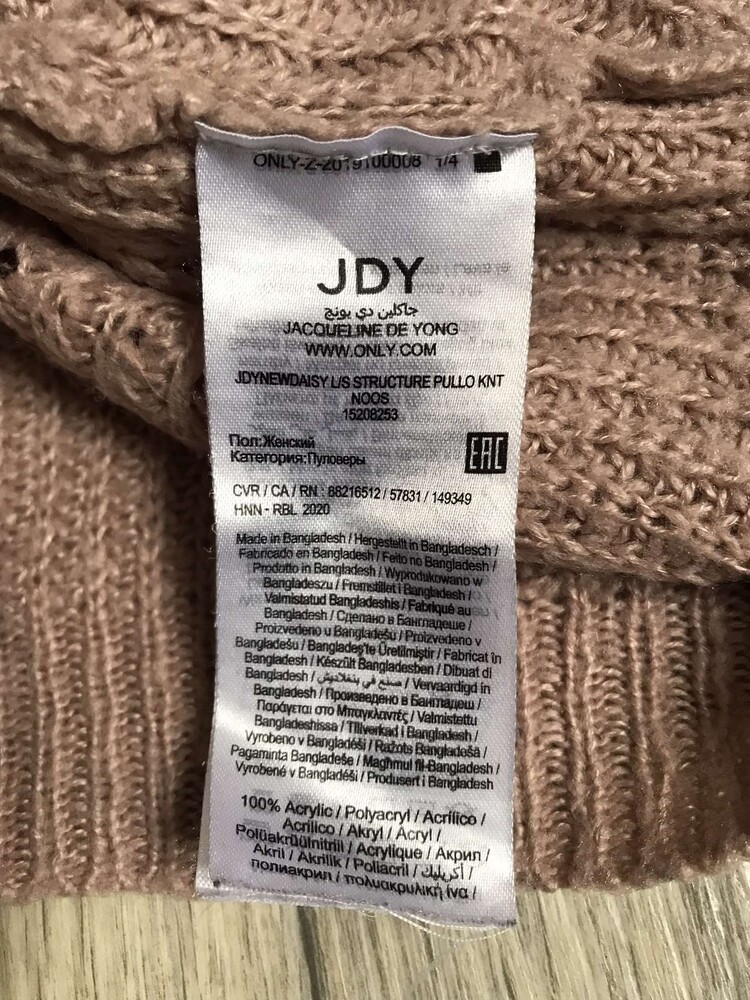 ONLY-Z-2019100008 1/4
JDY
جاكلين دي يونج
JACQUELINE DE YONG
WWW.ONLY.COM
JDYNEWDAISY L/S STRUCTURE PULLO KNT
NOOS
15208253
Пол:Женский
Категория:Пуловеры
EAC
CVR / CA / RN : 88216512 / 57831 / 149349
HNN - RBL 2020
Made in Bangladesh / Hergestellt in Bangladesch /
Fabricado en Bangladesh / Feito no Bangladesh /
Prodotto in Bangladesh / Wyprodukowano w
Bangladeszu / Fremstillet i Bangladesh /
Valmistatud Bangladeshis / Fabriqué au
Bangladesh / Сделано в Бангладеше /
Proizvedeno u Bangladešu / Proizvedeno v
Bangladešu / Bangladeş'te Üretilmiştir / Fabricat în
Bangladesh / Készült Bangladesben / Dibuat di
Bangladesh / صنع في بنغلاديش / Vervaardigd in
Bangladesh / Произведено в Бангладеш /
Παράγεται στο Μπαγκλαντές / Valmistettu
Bangladeshissa / Tillverkad i Bangladesh /
Vyrobeno v Bangladéši / Ražots Bangladešā /
Pagaminta Bangladeše / Magħmul fil-Bangladesh /
Vyrobené v Bangladéši / Produsert i Bangladesh
100% Acrylic / Polyacryl / Acrílico /
Acrilico / Akryl / Acryl /
Polüakrüülnitriil / Acrylique / Акрил /
Akril / Akrilik / Poliacril / أكريليك /
полиакрил / πολυακρυλική ίνα /